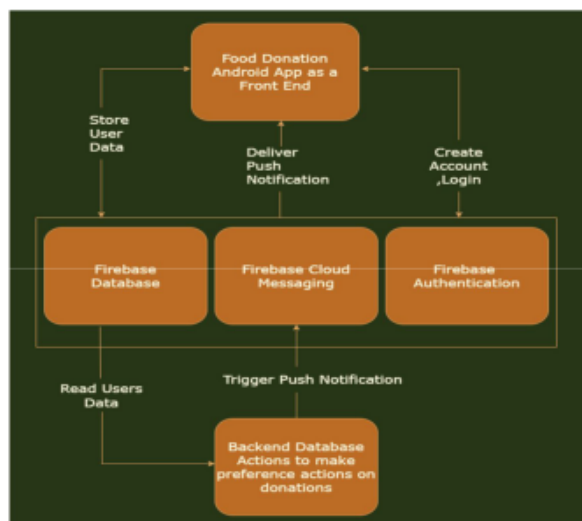 Food Donation
Android App as a
Front End
Store
User
Data
Deliver
Push
Notification
Create
Account
,Login
Firebase
Database
Firebase Cloud
Messaging
Firebase
Authentication
Read Users
Data
Trigger Push Notification
Backend Database
Actions to make
preference actions on
donations